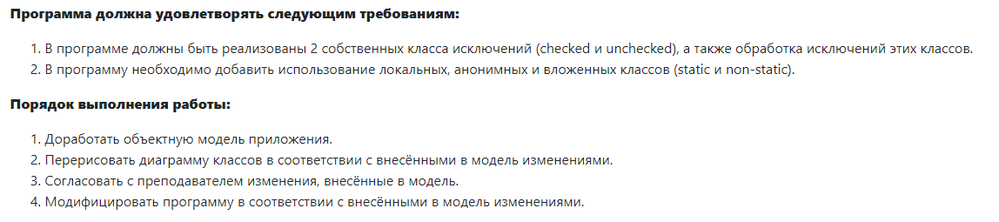 Программа должна удовлетворять следующим требованиям:
1. В программе должны быть реализованы 2 собственных класса исключений (checked и unchecked), а также обработка исключений этих классов.
2. В программу необходимо добавить использование локальных, анонимных и вложенных классов (static и non-static).
Порядок выполнения работы:
1. Доработать объектную модель приложения.
2. Перерисовать диаграмму классов в соответствии с внесёнными в модель изменениями.
3. Согласовать с преподавателем изменения, внесённые в модель.
4. Модифицировать программу в соответствии с внесёнными в модель изменениями.